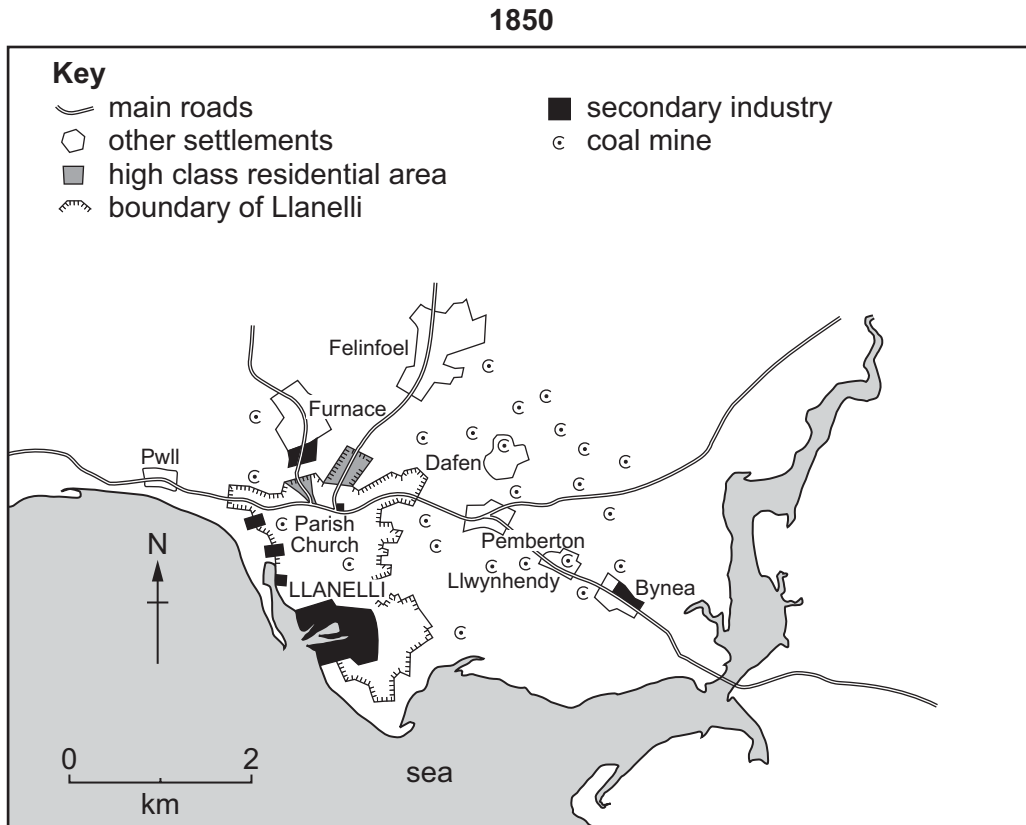 1850
Key
main roads
other settlements
high class residential area
boundary of Llanelli
secondary industry
coal mine
Felinfoel
Furnace
Pwll
Dafen
Parish
Church
Pemberton
Llwynhendy
Bynea
LLANELLI
N
0 2
km
sea